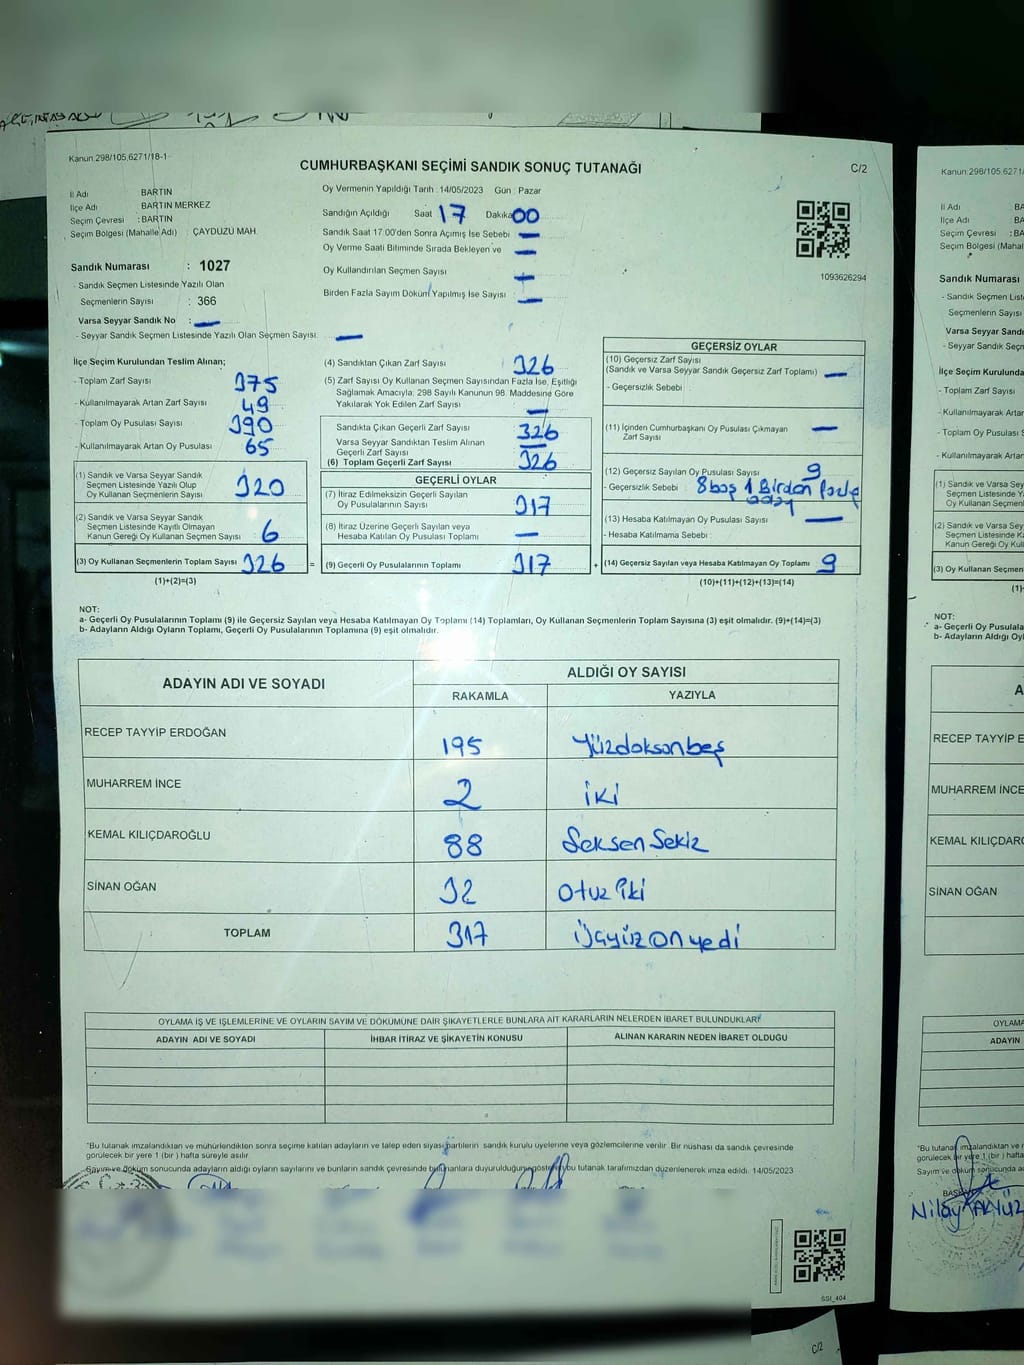 Kanun:298/105,6271/18-1
CUMHURBAŞKANI SEÇİMİ SANDIK SONUÇ TUTANAĞI
C/2
İl Adı BARTIN
İlçe Adı BARTIN MERKEZ
Seçim Çevresi : BARTIN
Seçim Bölgesi (Mahalle Adı) : ÇAYDÜZÜ MAH.
Oy Vermenin Yapıldığı Tarih : 14/05/2023 Gün : Pazar
Sandığın Açıldığı Saat 17 Dakika 00
Sandık Saat 17.00'den Sonra Açımış İse Sebebi —
Oy Verme Saati Bitiminde Sırada Bekleyen ve —
Oy Kullandırılan Seçmen Sayısı —
Birden Fazla Sayım Döküm Yapılmış İse Sayısı —
1093626294
Sandık Numarası : 1027
- Sandık Seçmen Listesinde Yazılı Olan
Seçmenlerin Sayısı : 366
Varsa Seyyar Sandık No : —
- Seyyar Sandık Seçmen Listesinde Yazılı Olan Seçmen Sayısı: —
İlçe Seçim Kurulundan Teslim Alınan;
- Toplam Zarf Sayısı 375
- Kullanılmayarak Artan Zarf Sayısı 49
- Toplam Oy Pusulası Sayısı 390
- Kullanılmayarak Artan Oy Pusulası 65
(1) Sandık ve Varsa Seyyar Sandık
Seçmen Listesinde Yazılı Olup
Oy Kullanan Seçmenlerin Sayısı 320
(2) Sandık ve Varsa Seyyar Sandık
Seçmen Listesinde Kayıtlı Olmayan
Kanun Gereği Oy Kullanan Seçmen Sayısı : 6
(3) Oy Kullanan Seçmenlerin Toplam Sayısı 326 =
(1)+(2)=(3)
(4) Sandıktan Çıkan Zarf Sayısı 326
(5) Zarf Sayısı Oy Kullanan Seçmen Sayısından Fazla İse, Eşitliği
Sağlamak Amacıyla; 298 Sayılı Kanunun 98. Maddesine Göre
Yakılarak Yok Edilen Zarf Sayısı —
Sandıkta Çıkan Geçerli Zarf Sayısı 326
Varsa Seyyar Sandıktan Teslim Alınan
Geçerli Zarf Sayısı —
(6) Toplam Geçerli Zarf Sayısı 326
GEÇERLİ OYLAR
(7) İtiraz Edilmeksizin Geçerli Sayılan
Oy Pusulalarının Sayısı 317
(8) İtiraz Üzerine Geçerli Sayılan veya
Hesaba Katılan Oy Pusulası Toplamı —
(9) Geçerli Oy Pusulalarının Toplamı 317 +
GEÇERSİZ OYLAR
(10) Geçersiz Zarf Sayısı
(Sandık ve Varsa Seyyar Sandık Geçersiz Zarf Toplamı) —
- Geçersizlik Sebebi
(11) İçinden Cumhurbaşkanı Oy Pusulası Çıkmayan
Zarf Sayısı —
(12) Geçersiz Sayılan Oy Pusulası Sayısı 9
- Geçersizlik Sebebi : 8 boş 1 Birden fazla
(13) Hesaba Katılmayan Oy Pusulası Sayısı —
- Hesaba Katılmama Sebebi :
(14) Geçersiz Sayılan veya Hesaba Katılmayan Oy Toplamı 9
(10)+(11)+(12)+(13)=(14)
NOT:
a- Geçerli Oy Pusulalarının Toplamı (9) ile Geçersiz Sayılan veya Hesaba Katılmayan Oy Toplamı (14) Toplamları, Oy Kullanan Seçmenlerin Toplam Sayısına (3) eşit olmalıdır. (9)+(14)=(3)
b- Adayların Aldığı Oyların Toplamı, Geçerli Oy Pusulalarının Toplamına (9) eşit olmalıdır.
ADAYIN ADI VE SOYADI
ALDIĞI OY SAYISI
RAKAMLA YAZIYLA
RECEP TAYYİP ERDOĞAN 195 Yüzdoksanbeş
MUHARREM İNCE 2 iki
KEMAL KILIÇDAROĞLU 88 Seksen Sekiz
SİNAN OĞAN 32 otuz iki
TOPLAM 317 Üçyüz on yedi
OYLAMA İŞ VE İŞLEMLERİNE VE OYLARIN SAYIM VE DÖKÜMÜNE DAİR ŞİKAYETLERLE BUNLARA AİT KARARLARIN NELERDEN İBARET BULUNDUKLARI
ADAYIN ADI VE SOYADI İHBAR İTİRAZ VE ŞİKAYETİN KONUSU ALINAN KARARIN NEDEN İBARET OLDUĞU
"Bu tutanak imzalandıktan ve mühürlendikten sonra seçime katılan adayların ve talep eden siyasi partilerin sandık kurulu üyelerine veya gözlemcilerine verilir. Bir nüshası da sandık çevresinde
görülecek bir yere 1 (bir ) hafta süreyle asılır.
Sayım ve döküm sonucunda adayların aldığı oyların sayılarını ve bunların sandık çevresinde bulunanlara duyurulduğunu gösterir bu tutanak tarafımızdan düzenlenerek imza edildi. 14/05/2023
SSİ_404
Kanun:298/105,6271/
İl Adı BA
İlçe Adı BA
Seçim Çevresi : BA
Seçim Bölgesi (Mahal
Sandık Numarası
- Sandık Seçmen List
Seçmenlerin Sayısı
Varsa Seyyar Sandık
- Seyyar Sandık Seçm
İlçe Seçim Kurulund
- Toplam Zarf Sayısı
- Kullanılmayarak Artan
- Toplam Oy Pusulası S
- Kullanılmayarak Artan
(1) Sandık ve Varsa Sey
Seçmen Listesinde Ya
Oy Kullanan Seçmenl
(2) Sandık ve Varsa Sey
Seçmen Listesinde Ka
Kanun Gereği Oy Kull
(3) Oy Kullanan Seçmen
(1)
NOT:
a- Geçerli Oy Pusulala
b- Adayların Aldığı Oyl
A
RECEP TAYYİP E
MUHARREM İNCE
KEMAL KILIÇDARO
SİNAN OĞAN
OYLAMA
ADAYIN
"Bu tutanak imzalandıktan v
görülecek bir yere 1 (bir ) hafta
Sayım ve döküm sonucunda a
Nilay AKYÜZ
C/2